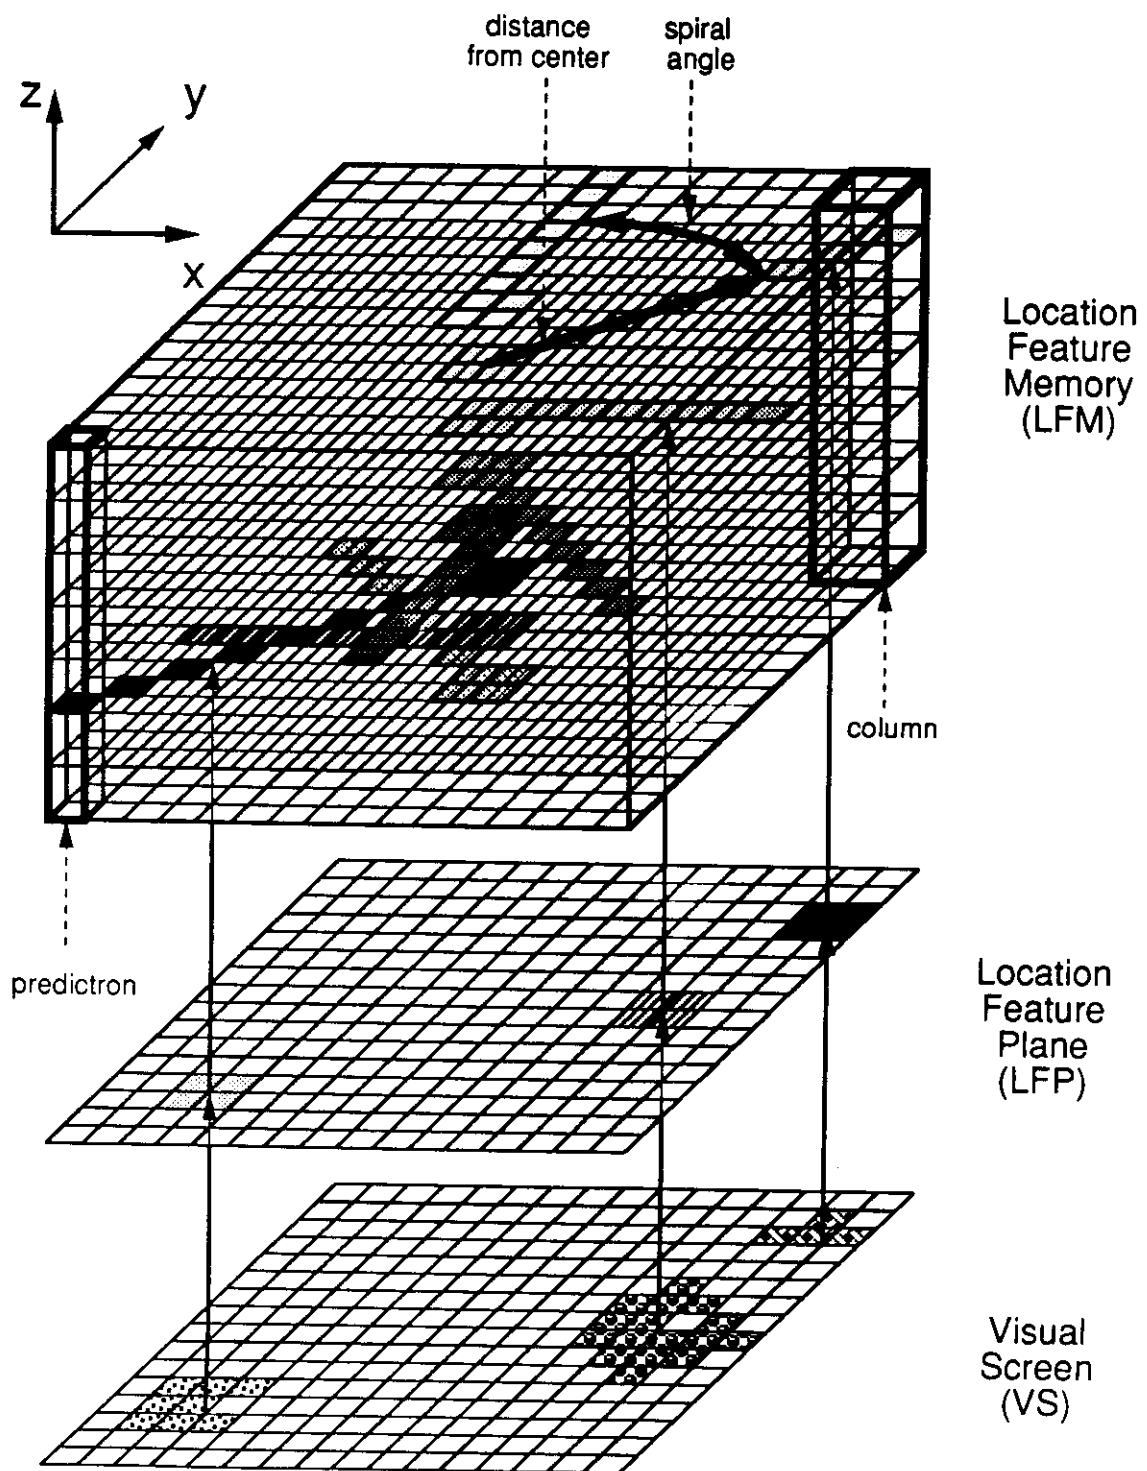 distance
from center
spiral
angle
z
y
x
Location
Feature
Memory
(LFM)
column
predictron
Location
Feature
Plane
(LFP)
Visual
Screen
(VS)